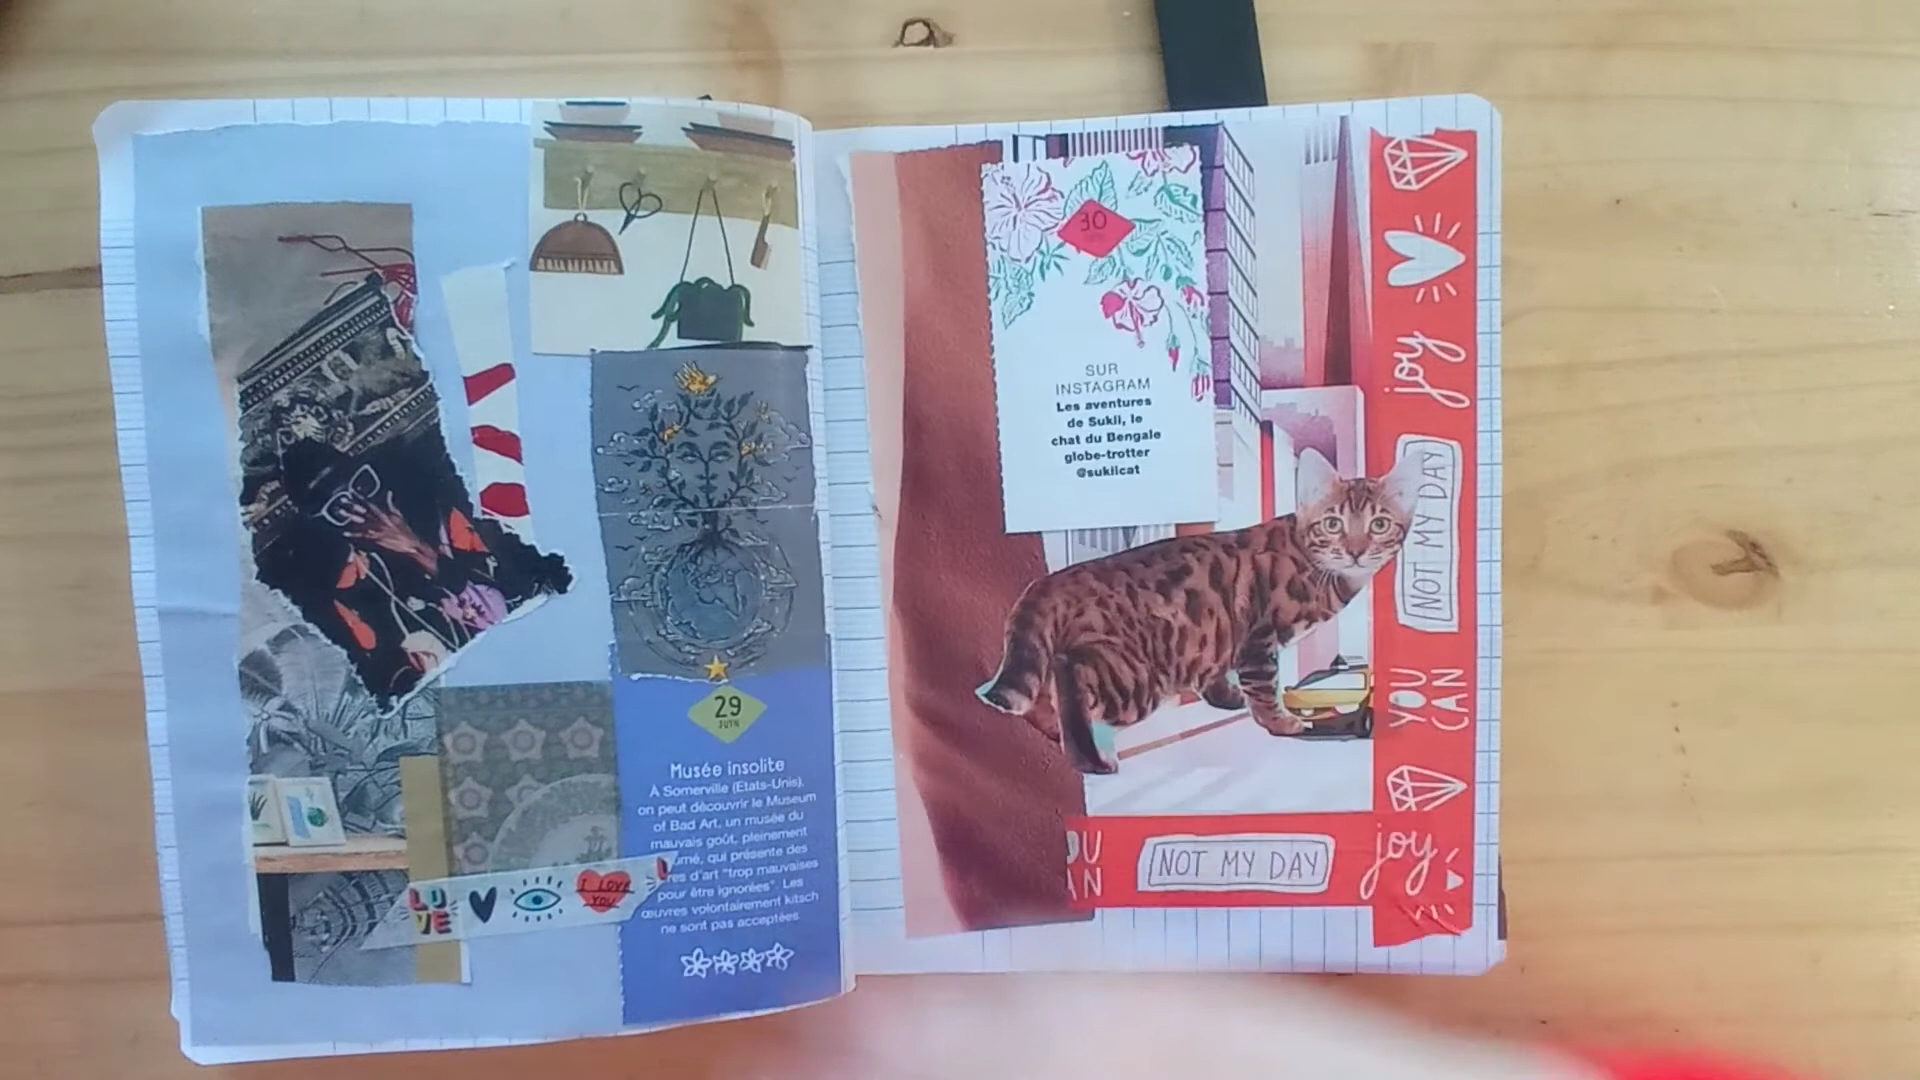 29
JUIN
Musée insolite
À Somerville (Etats-Unis),
on peut découvrir le Museum
of Bad Art, un musée du
mauvais goût, pleinement
qui présente des
d'art "trop mauvaises
pour être ignorées". Les
œuvres volontairement kitsch
ne sont pas acceptées
LOVE
I LOVE
YOU
30
SUR
INSTAGRAM
Les aventures
de Sukii, le
chat du Bengale
globe-trotter
@sukiicat
joy
NOT MY DAY
YOU
CAN
NOT MY DAY
joy